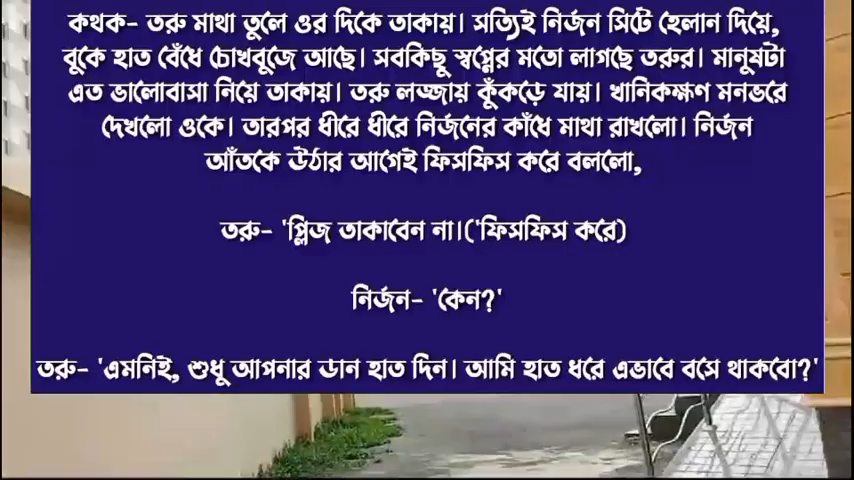 কথক- তরু মাথা তুলে ওর দিকে তাকায়। সত্যিই নির্জন সিটে হেলান দিয়ে,
বুকে হাত বেঁধে চোখবুজে আছে। সবকিছু স্বপ্নের মতো লাগছে তরুর। মানুষটা
এত ভালোবাসা নিয়ে তাকায়। তরু লজ্জায় কুঁকড়ে যায়। খানিকক্ষণ মনভরে
দেখলো ওকে। তারপর ধীরে ধীরে নির্জনের কাঁধে মাথা রাখলো। নির্জন
আঁতকে উঠার আগেই ফিসফিস করে বললো,
তরু- 'প্লিজ তাকাবেন না।('ফিসফিস করে)
নির্জন- 'কেন?'
তরু- 'এমনিই, শুধু আপনার ডান হাত দিন। আমি হাত ধরে এভাবে বসে থাকবো?'